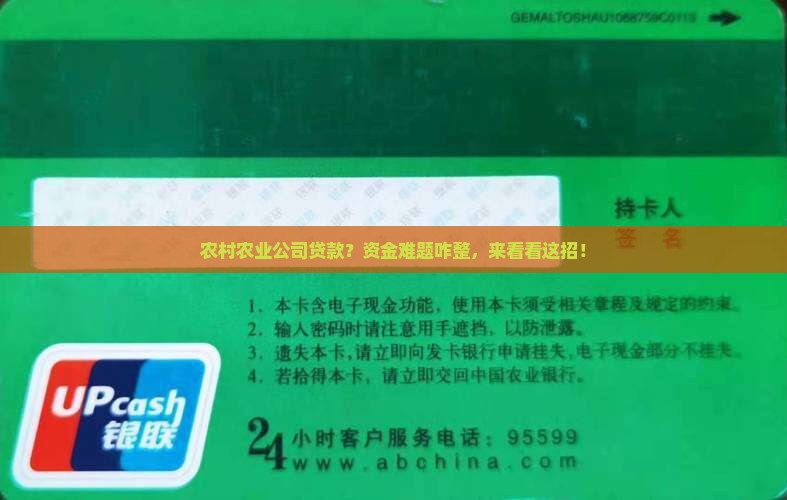 GEMALTOSHAU1068759C0119
持卡人
签 名
农村农业公司贷款？资金难题咋整，来看看这招！
1．本卡含电子现金功能，使用本卡须受相关章程及规定的约束。
2．输入密码时请注意用手遮挡，以防泄露。
3．遗失本卡,请立即向发卡银行申请挂失,电子现金部分不挂失。
4．若拾得本卡，请立即交回中国农业银行。
UPcash
银联
24小时客户服务电话：95599
www.abchina.com